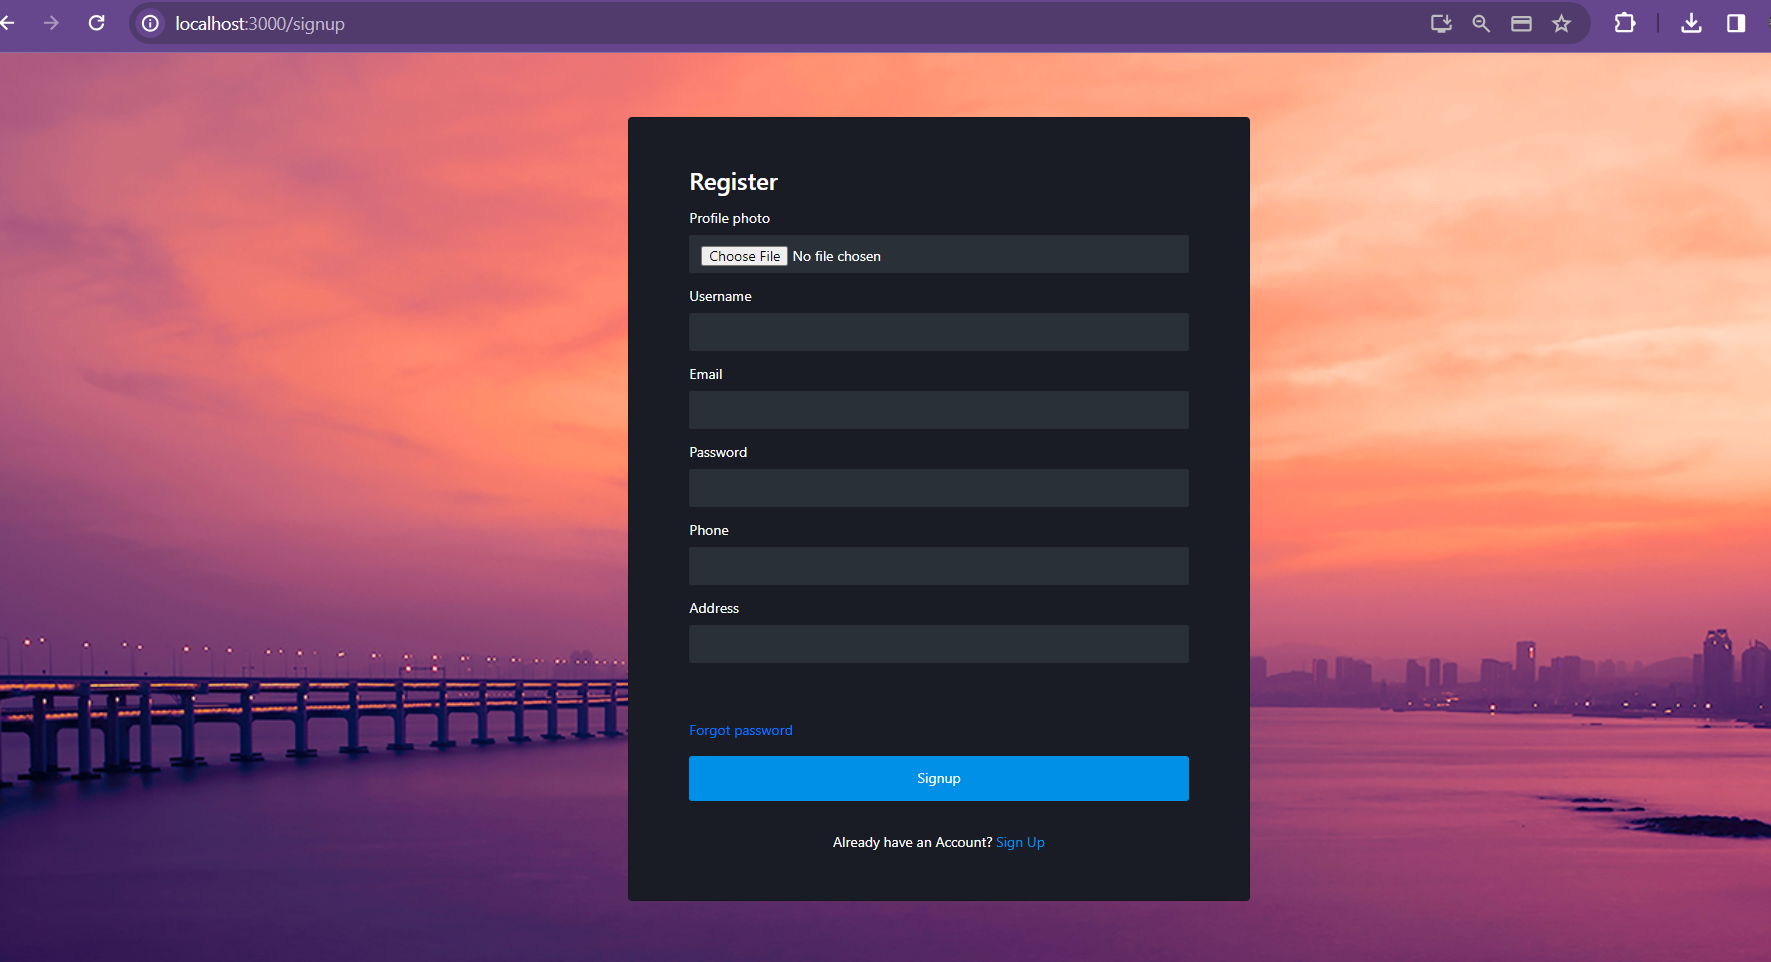 localhost:3000/signup
Register
Profile photo
Choose File No file chosen
Username
Email
Password
Phone
Address
Forgot password
Signup
Already have an Account? Sign Up